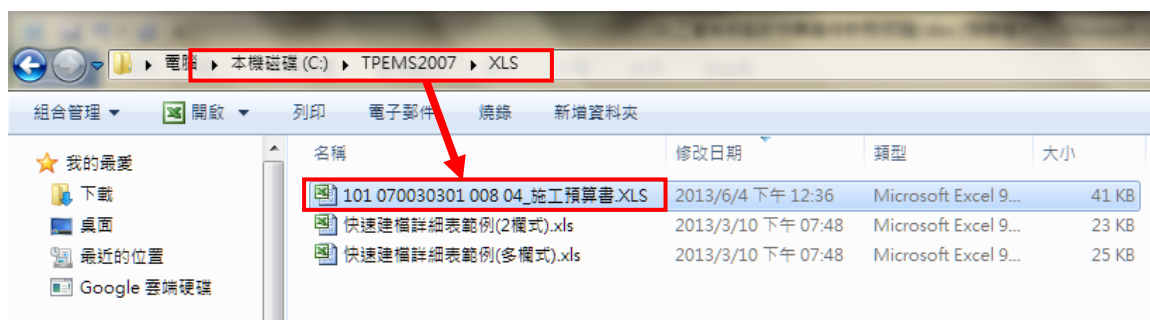 電腦 ▸ 本機磁碟 (C:) ▸ TPEMS2007 ▸ XLS
組合管理 ▼ 開啟 ▼ 列印 電子郵件 燒錄 新增資料夾
我的最愛
下載
桌面
最近的位置
Google 雲端硬碟
名稱 修改日期 類型 大小
101 070030301 008 04_施工預算書.XLS 2013/6/4 下午 12:36 Microsoft Excel 9... 41 KB
快速建檔詳細表範例(2欄式).xls 2013/3/10 下午 07:48 Microsoft Excel 9... 23 KB
快速建檔詳細表範例(多欄式).xls 2013/3/10 下午 07:48 Microsoft Excel 9... 25 KB